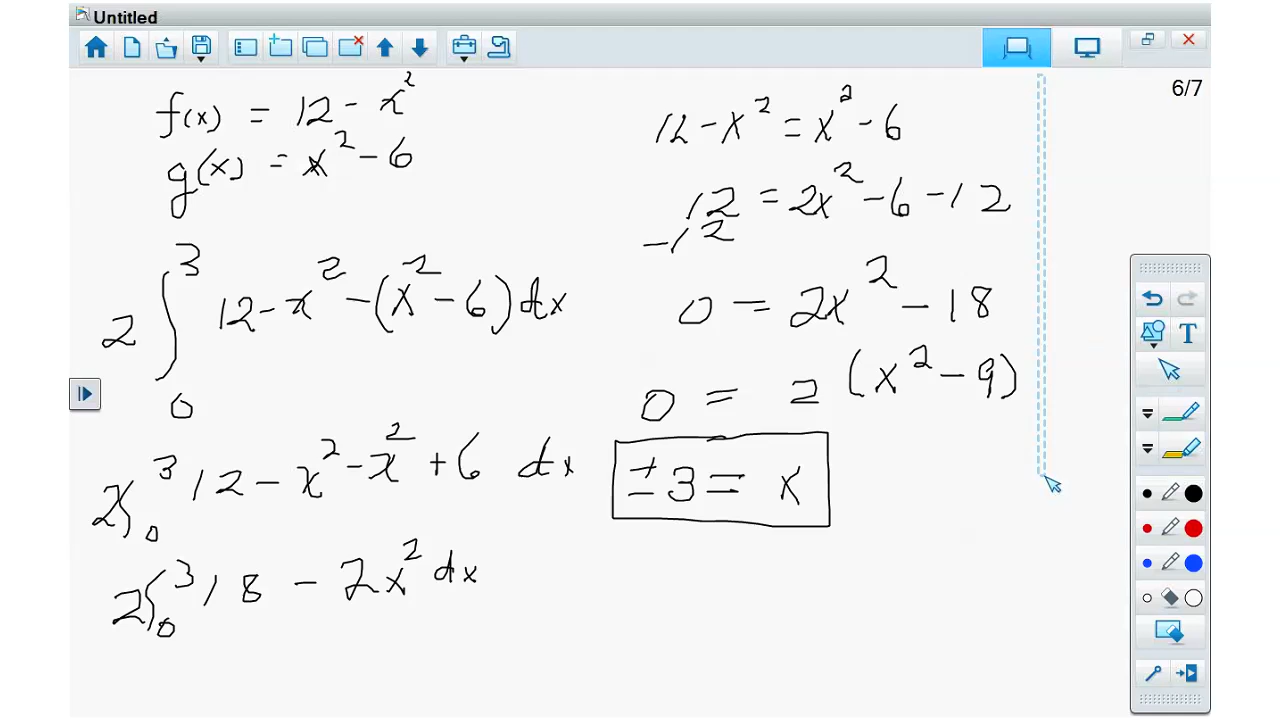 Untitled
6/7
f(x) = 12 - x²
g(x) = x² - 6
2 ∫₀³ 12 - x² - (x² - 6) dx
2 ∫₀³ 12 - x² - x² + 6 dx
2 ∫₀³ 18 - 2x² dx
12 - x² = x² - 6
12 = 2x² - 6 - 12
-12
0 = 2x² - 18
0 = 2 (x² - 9)
± 3 = x
T